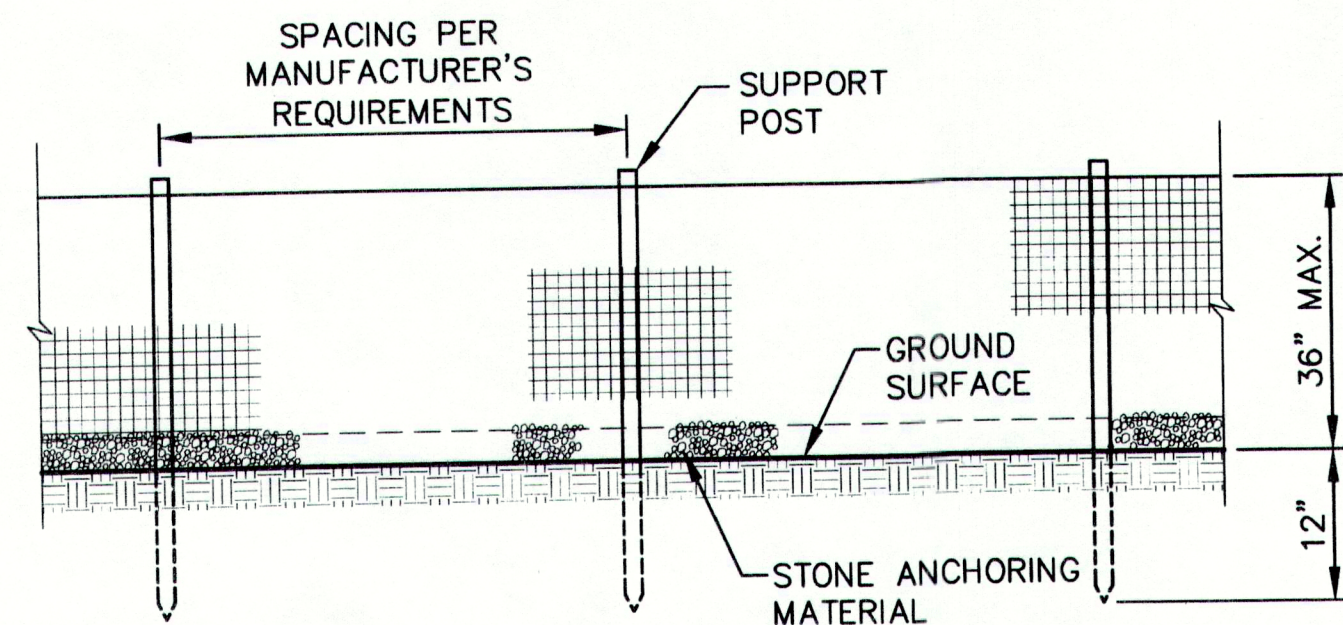 SPACING PER
MANUFACTURER'S
REQUIREMENTS
SUPPORT
POST
GROUND
SURFACE
36" MAX.
12"
STONE ANCHORING
MATERIAL